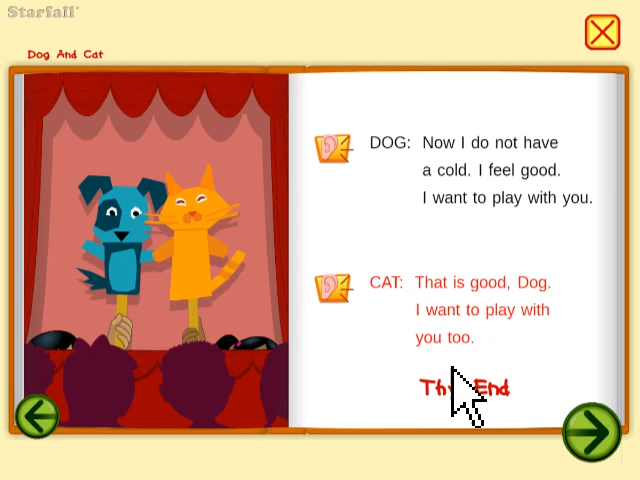 Starfall
Dog And Cat
DOG: Now I do not have
a cold. I feel good.
I want to play with you.
CAT: That is good, Dog.
I want to play with
you too.
The End